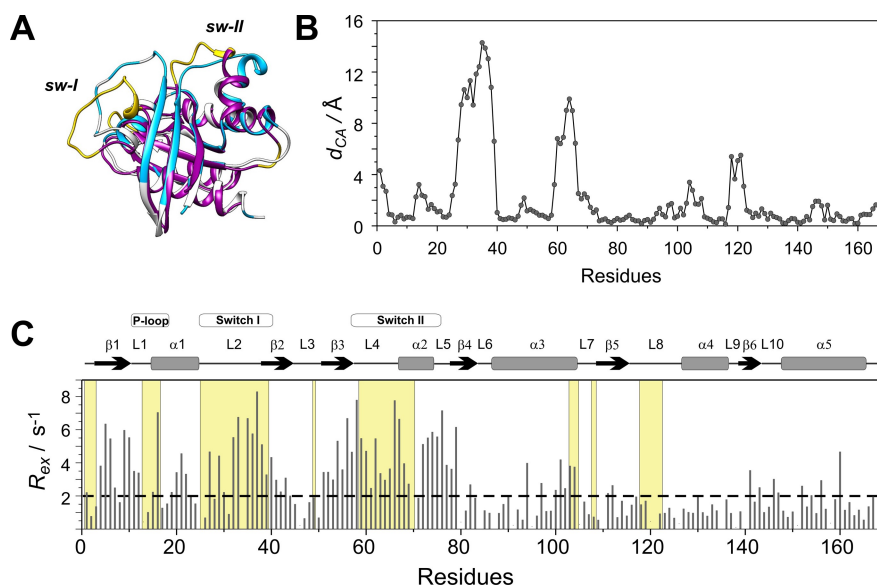 A
sw-II
sw-I
B
16
12
8
4
0
d_CA / Å
0 20 40 60 80 100 120 140 160
Residues
C
P-loop Switch I Switch II
β1 L1 α1 L2 β2 L3 β3 L4 α2 L5 β4 L6 α3 L7 β5 L8 α4 L9 β6 L10 α5
8
6
4
2
R_ex / s⁻¹
0 20 40 60 80 100 120 140 160
Residues